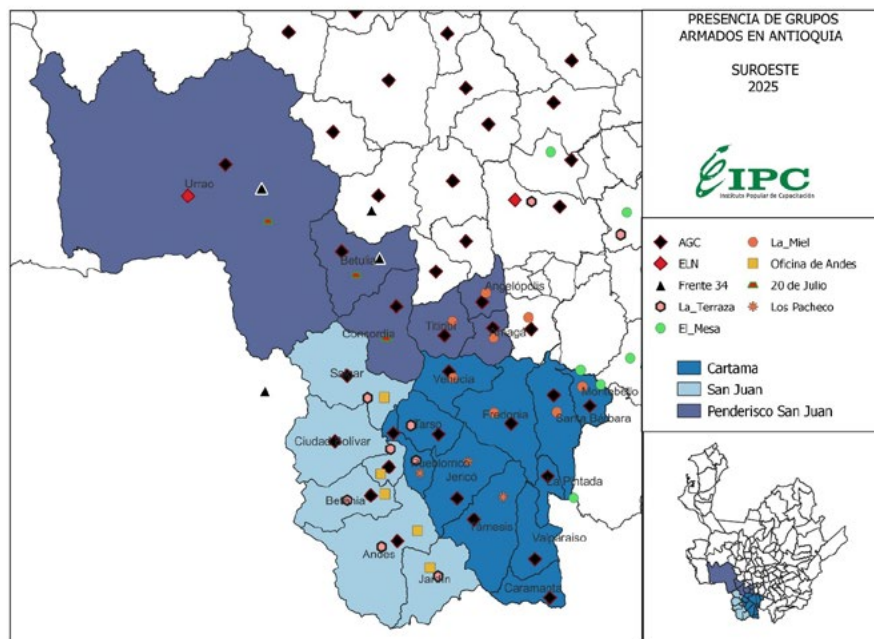 PRESENCIA DE GRUPOS
ARMADOS EN ANTIOQUIA
SUROESTE
2025
IPC
Instituto Popular de Capacitación
AGC
ELN
Frente 34
La_Terraza
El_Mesa
La_Miel
Oficina de Andes
20 de Julio
Los Pacheco
Cartama
San Juan
Penderisco San Juan
Urrao
Betulia
Angelópolis
Concordia
Titiribí
Amagá
Salgar
Venecia
Montebello
Fredonia
Santa Bárbara
Tarso
Ciudad Bolívar
Pueblorrico
Jericó
La Pintada
Betania
Támesis
Andes
Valparaíso
Jardín
Caramanta